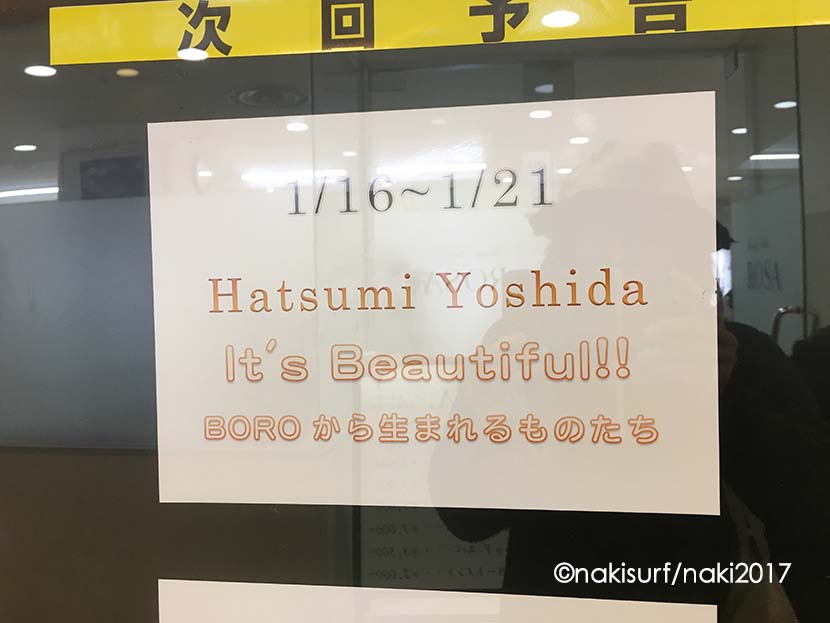 次回予告
1/16~1/21
Hatsumi Yoshida
It's Beautiful!!
BOROから生まれるものたち
©nakisurf/naki2017